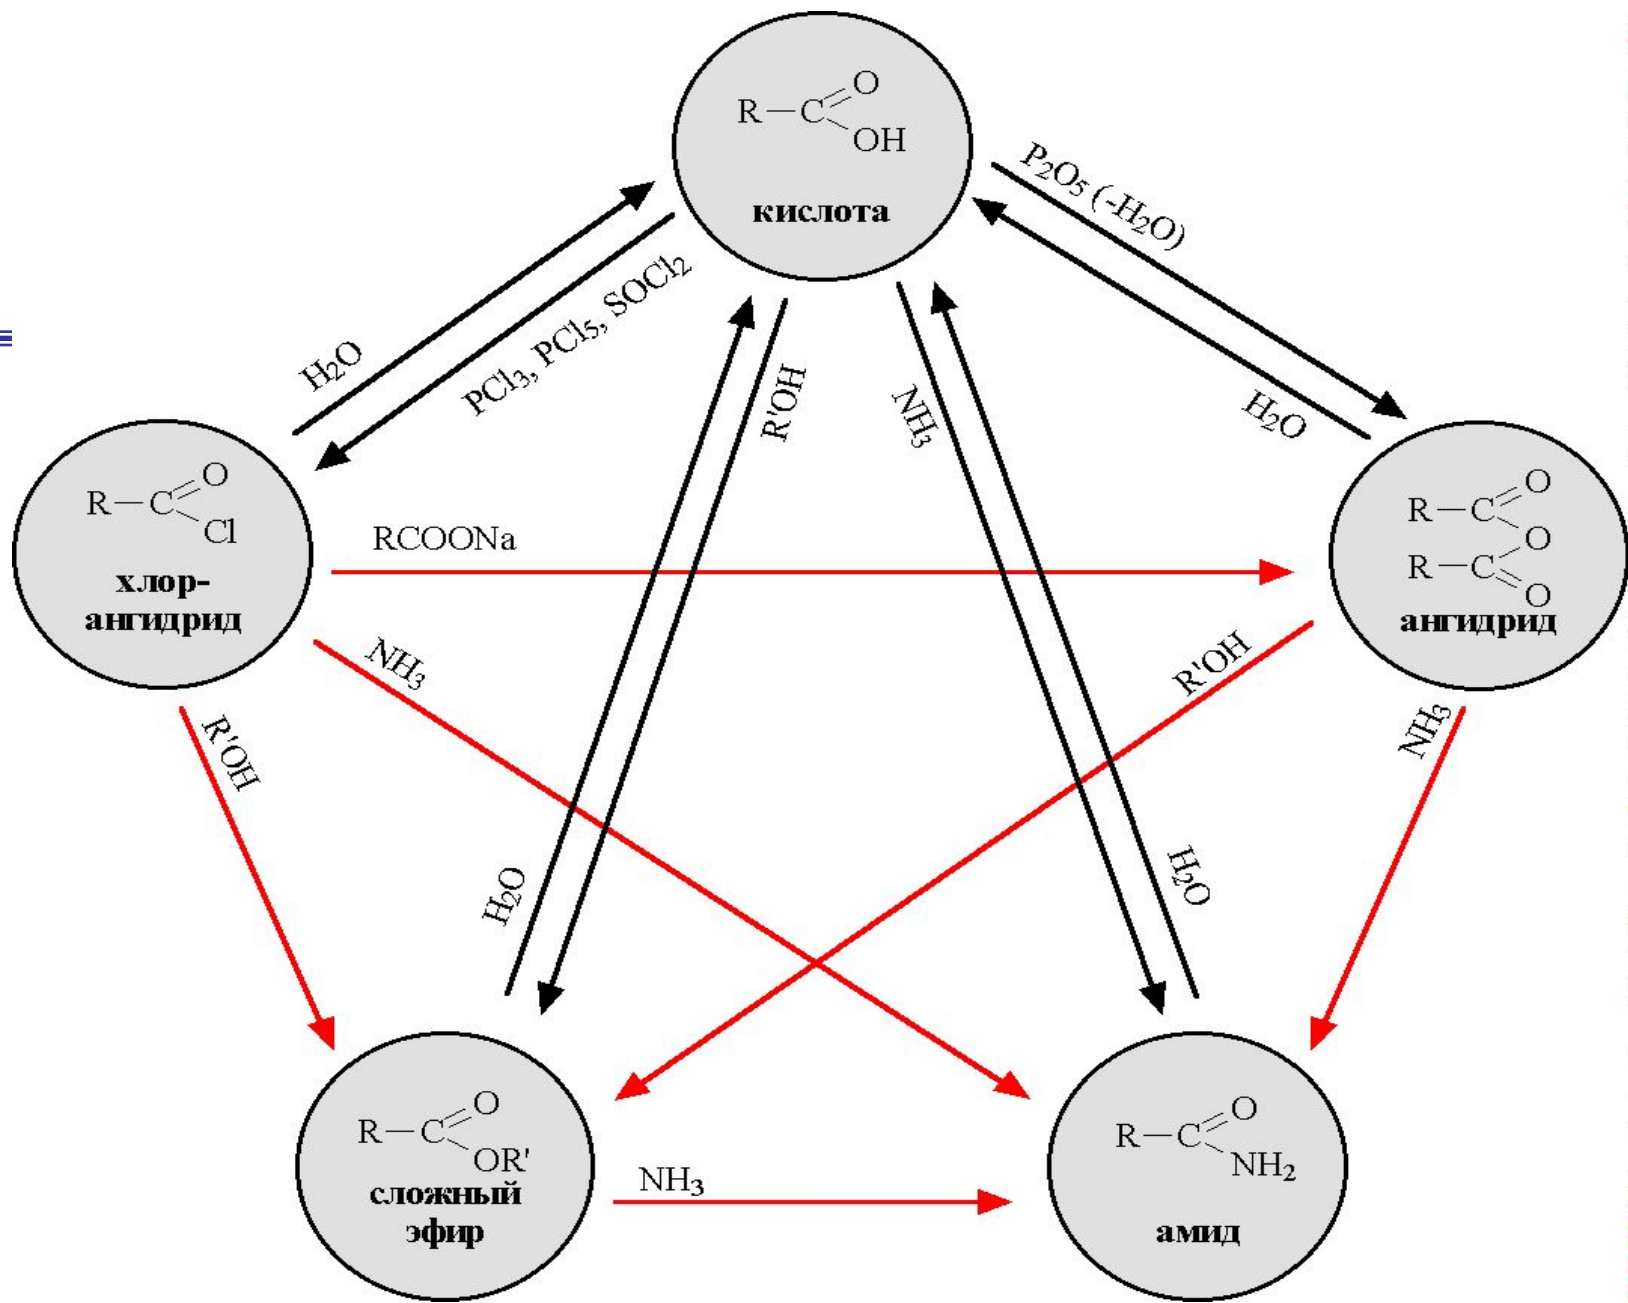 O
R—C
OH
кислота
P₂O₅ (-H₂O)
H₂O
PCl₃, PCl₅, SOCl₂
R'OH
NH₃
H₂O
O
R—C
Cl
хлор-
ангидрид
RCOONa
O
R—C
O
R—C
O
ангидрид
NH₃
R'OH
R'OH
NH₃
H₂O
H₂O
O
R—C
OR'
сложный
эфир
NH₃
O
R—C
NH₂
амид